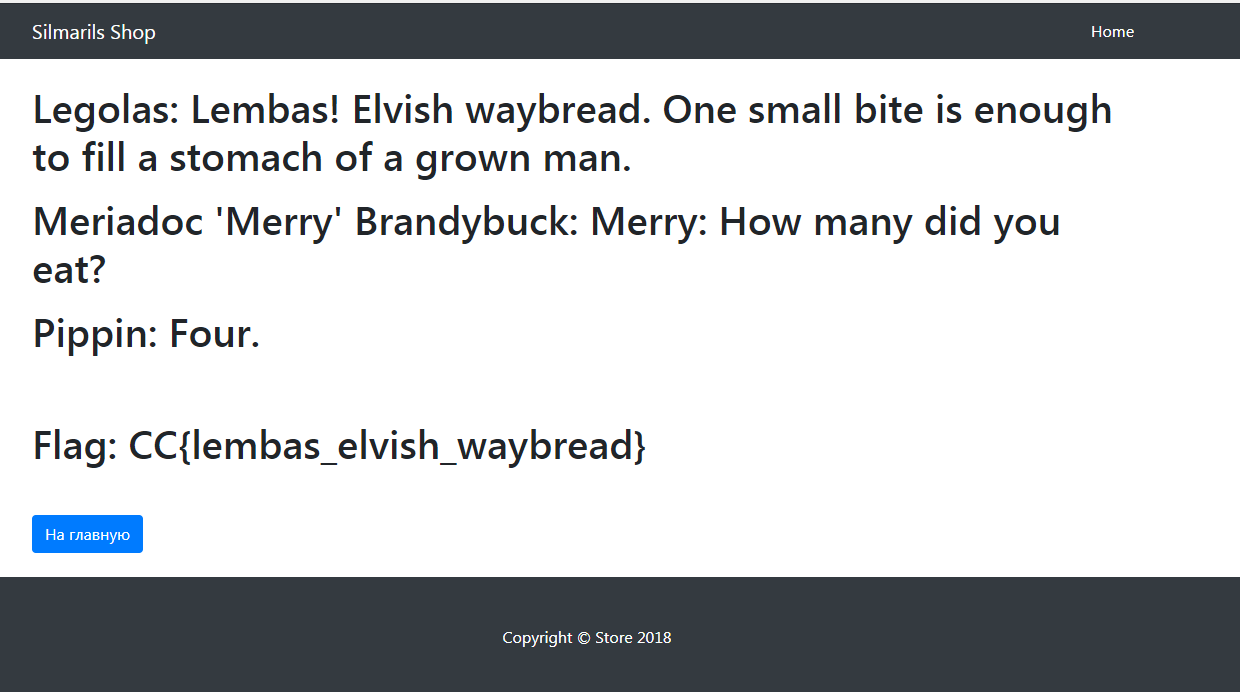 Silmarils Shop
Home
Legolas: Lembas! Elvish waybread. One small bite is enough
to fill a stomach of a grown man.
Meriadoc 'Merry' Brandybuck: Merry: How many did you
eat?
Pippin: Four.
Flag: CC{lembas_elvish_waybread}
На главную
Copyright © Store 2018